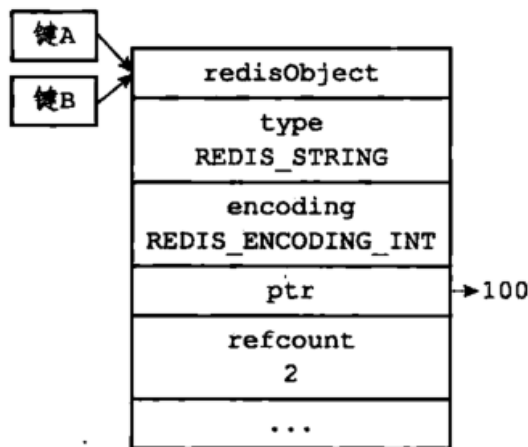 键A
键B
redisObject
type
REDIS_STRING
encoding
REDIS_ENCODING_INT
ptr
100
refcount
2
...